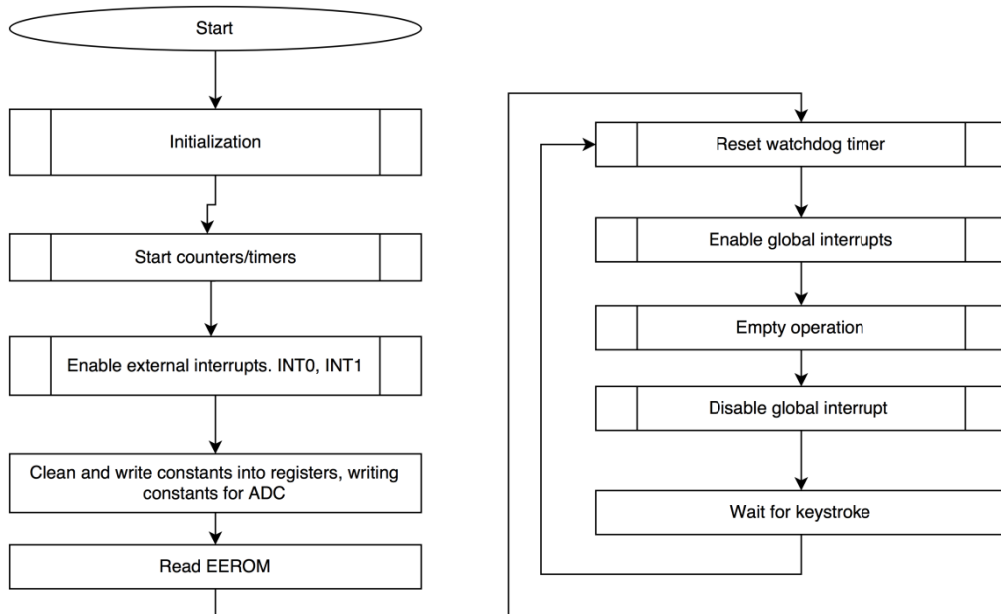 Start
Initialization
Start counters/timers
Enable external interrupts. INT0, INT1
Clean and write constants into registers, writing
constants for ADC
Read EEROM
Reset watchdog timer
Enable global interrupts
Empty operation
Disable global interrupt
Wait for keystroke